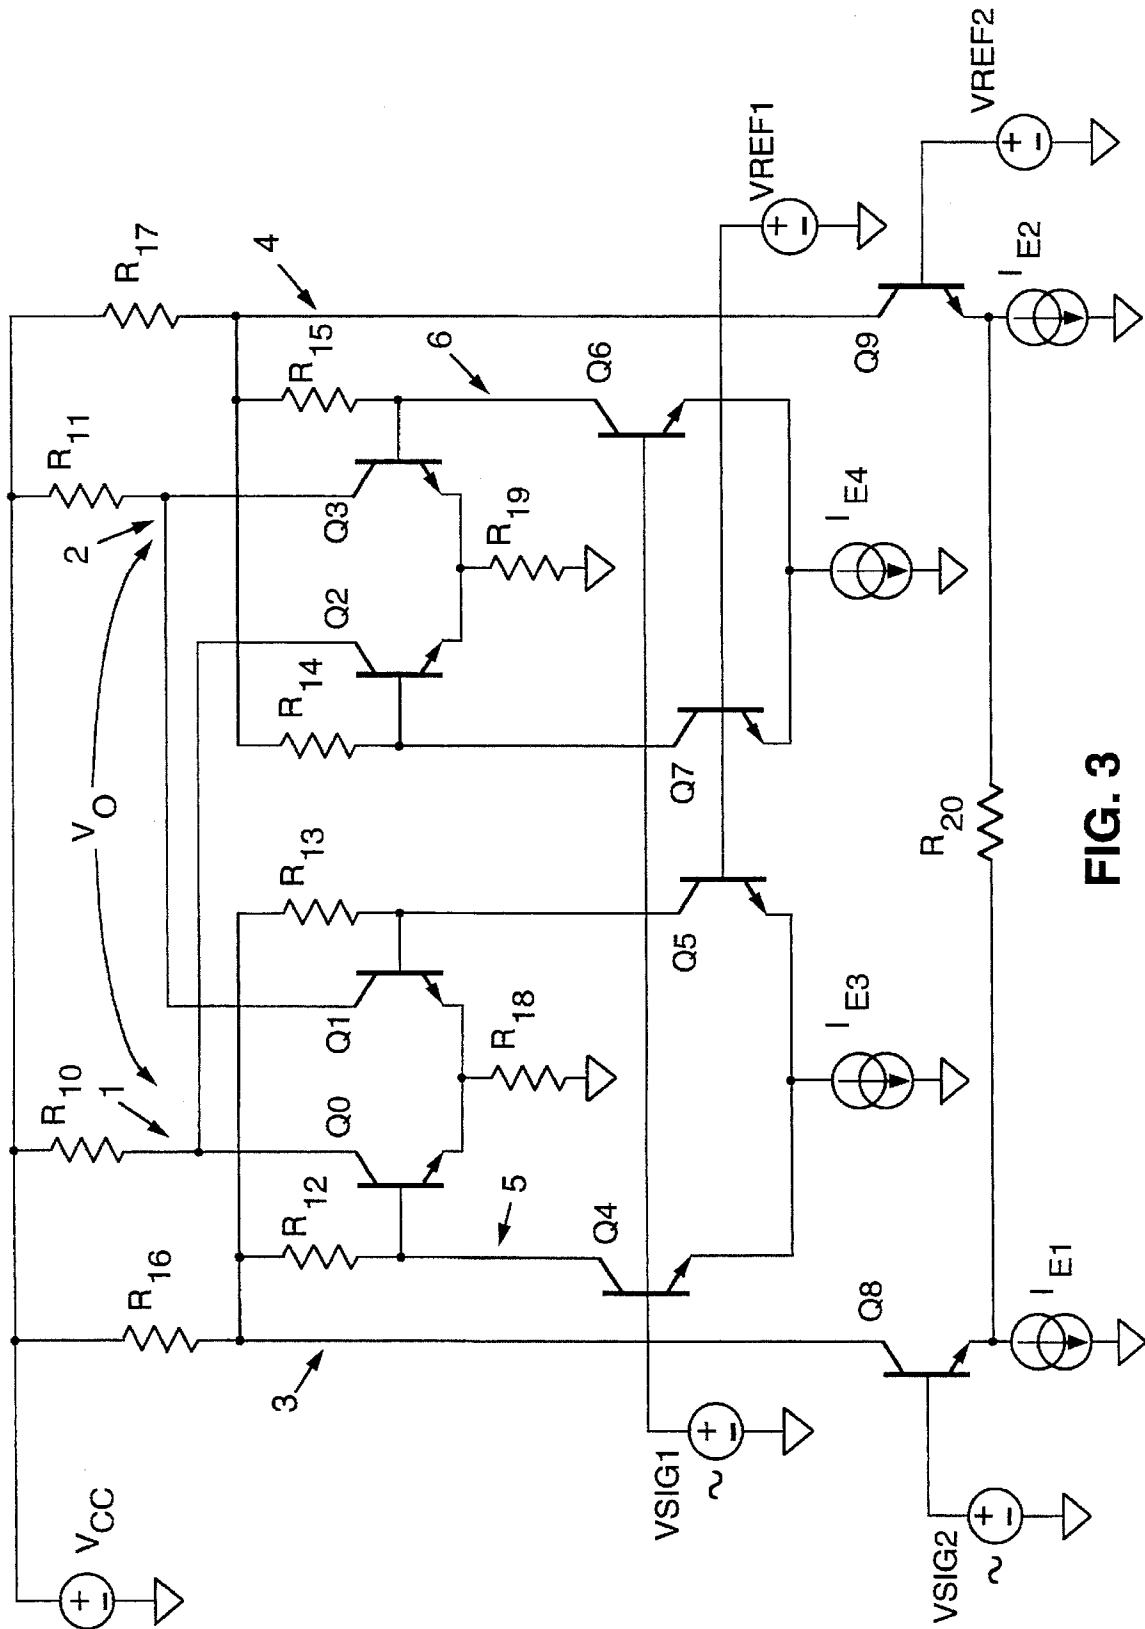 VCC
R10
R11
R16
R17
1
VO
2
3
4
R12
R13
R14
R15
5
6
Q0
Q1
Q2
Q3
R18
R19
Q4
Q5
Q7
Q6
VSIG1
VREF1
IE3
IE4
Q8
Q9
VSIG2
VREF2
IE1
R20
IE2
+
-
+
-
~
+
-
+
-
~
+
-
FIG. 3